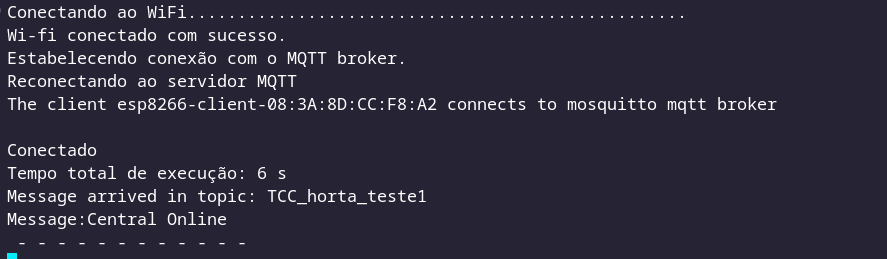 Conectando ao WiFi..................................................
Wi-fi conectado com sucesso.
Estabelecendo conexão com o MQTT broker.
Reconectando ao servidor MQTT
The client esp8266-client-08:3A:8D:CC:F8:A2 connects to mosquitto mqtt broker
Conectado
Tempo total de execução: 6 s
Message arrived in topic: TCC_horta_teste1
Message:Central Online
- - - - - - - - - - - -